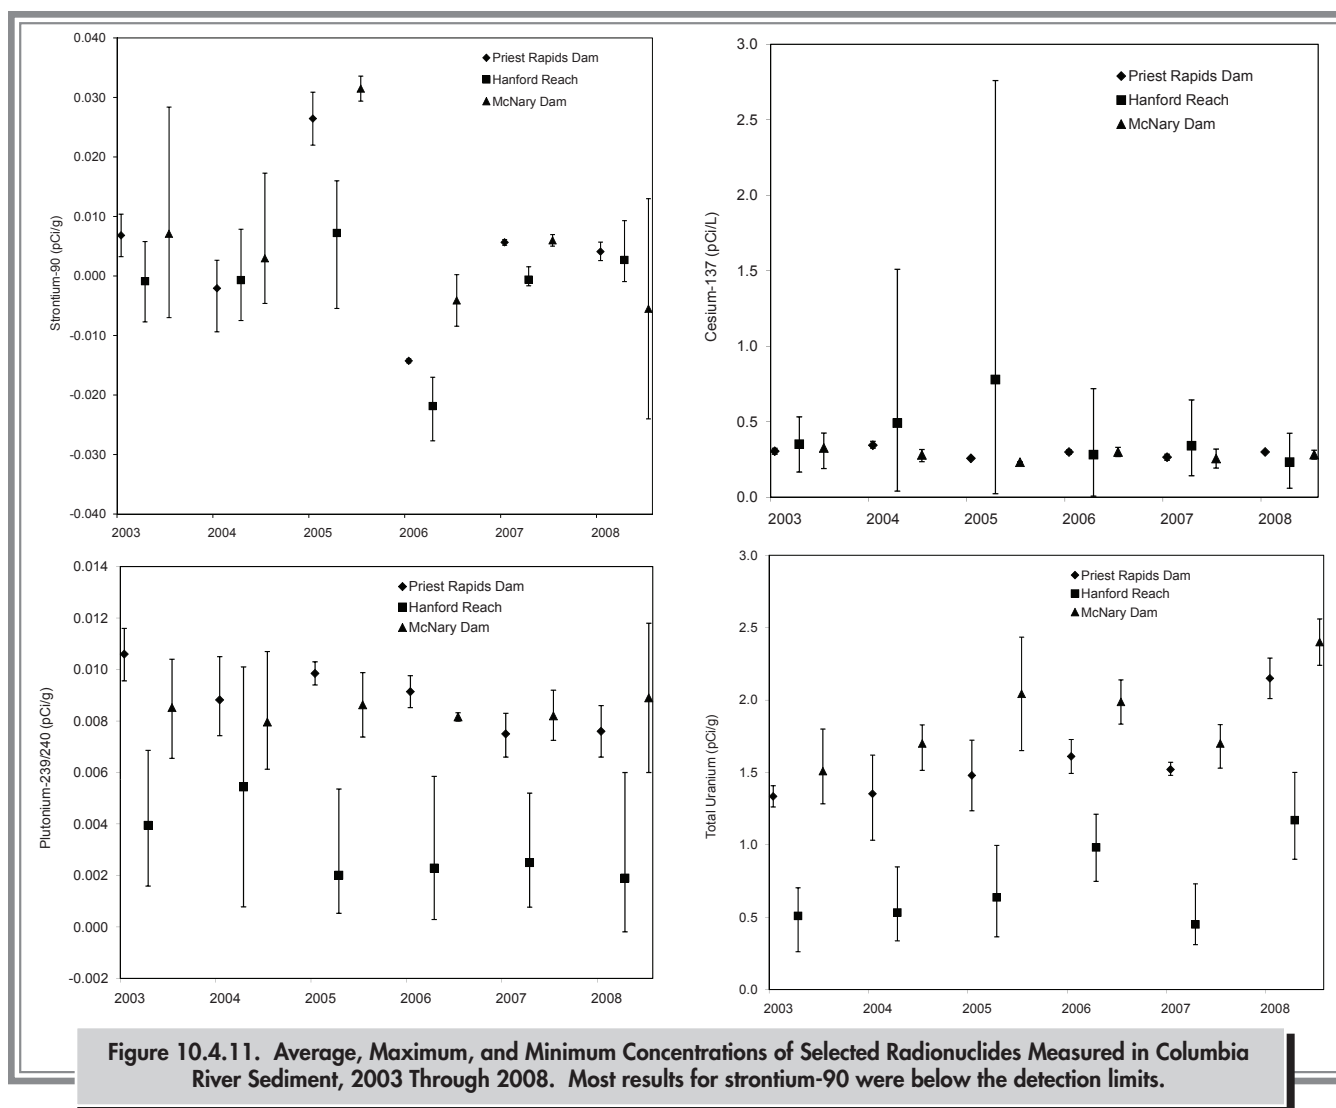 0.040
0.030
0.020
0.010
0.000
-0.010
-0.020
-0.030
-0.040
Strontium-90 (pCi/g)
2003 2004 2005 2006 2007 2008
Priest Rapids Dam
Hanford Reach
McNary Dam
3.0
2.5
2.0
1.5
1.0
0.5
0.0
Cesium-137 (pCi/L)
2003 2004 2005 2006 2007 2008
Priest Rapids Dam
Hanford Reach
McNary Dam
0.014
0.012
0.010
0.008
0.006
0.004
0.002
0.000
-0.002
Plutonium-239/240 (pCi/g)
2003 2004 2005 2006 2007 2008
Priest Rapids Dam
Hanford Reach
McNary Dam
3.0
2.5
2.0
1.5
1.0
0.5
0.0
Total Uranium (pCi/g)
2003 2004 2005 2006 2007 2008
Priest Rapids Dam
Hanford Reach
McNary Dam
Figure 10.4.11. Average, Maximum, and Minimum Concentrations of Selected Radionuclides Measured in Columbia
River Sediment, 2003 Through 2008. Most results for strontium-90 were below the detection limits.